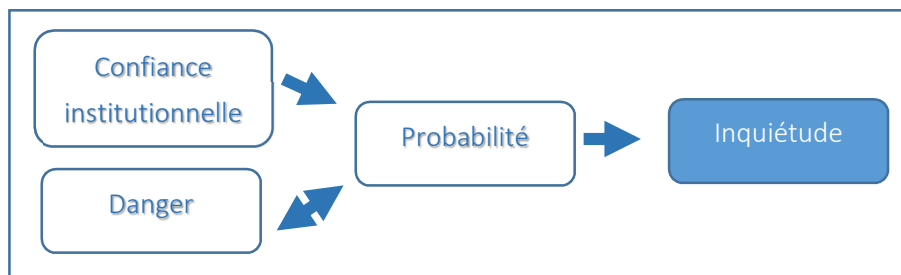 Confiance
institutionnelle
Probabilité
Inquiétude
Danger